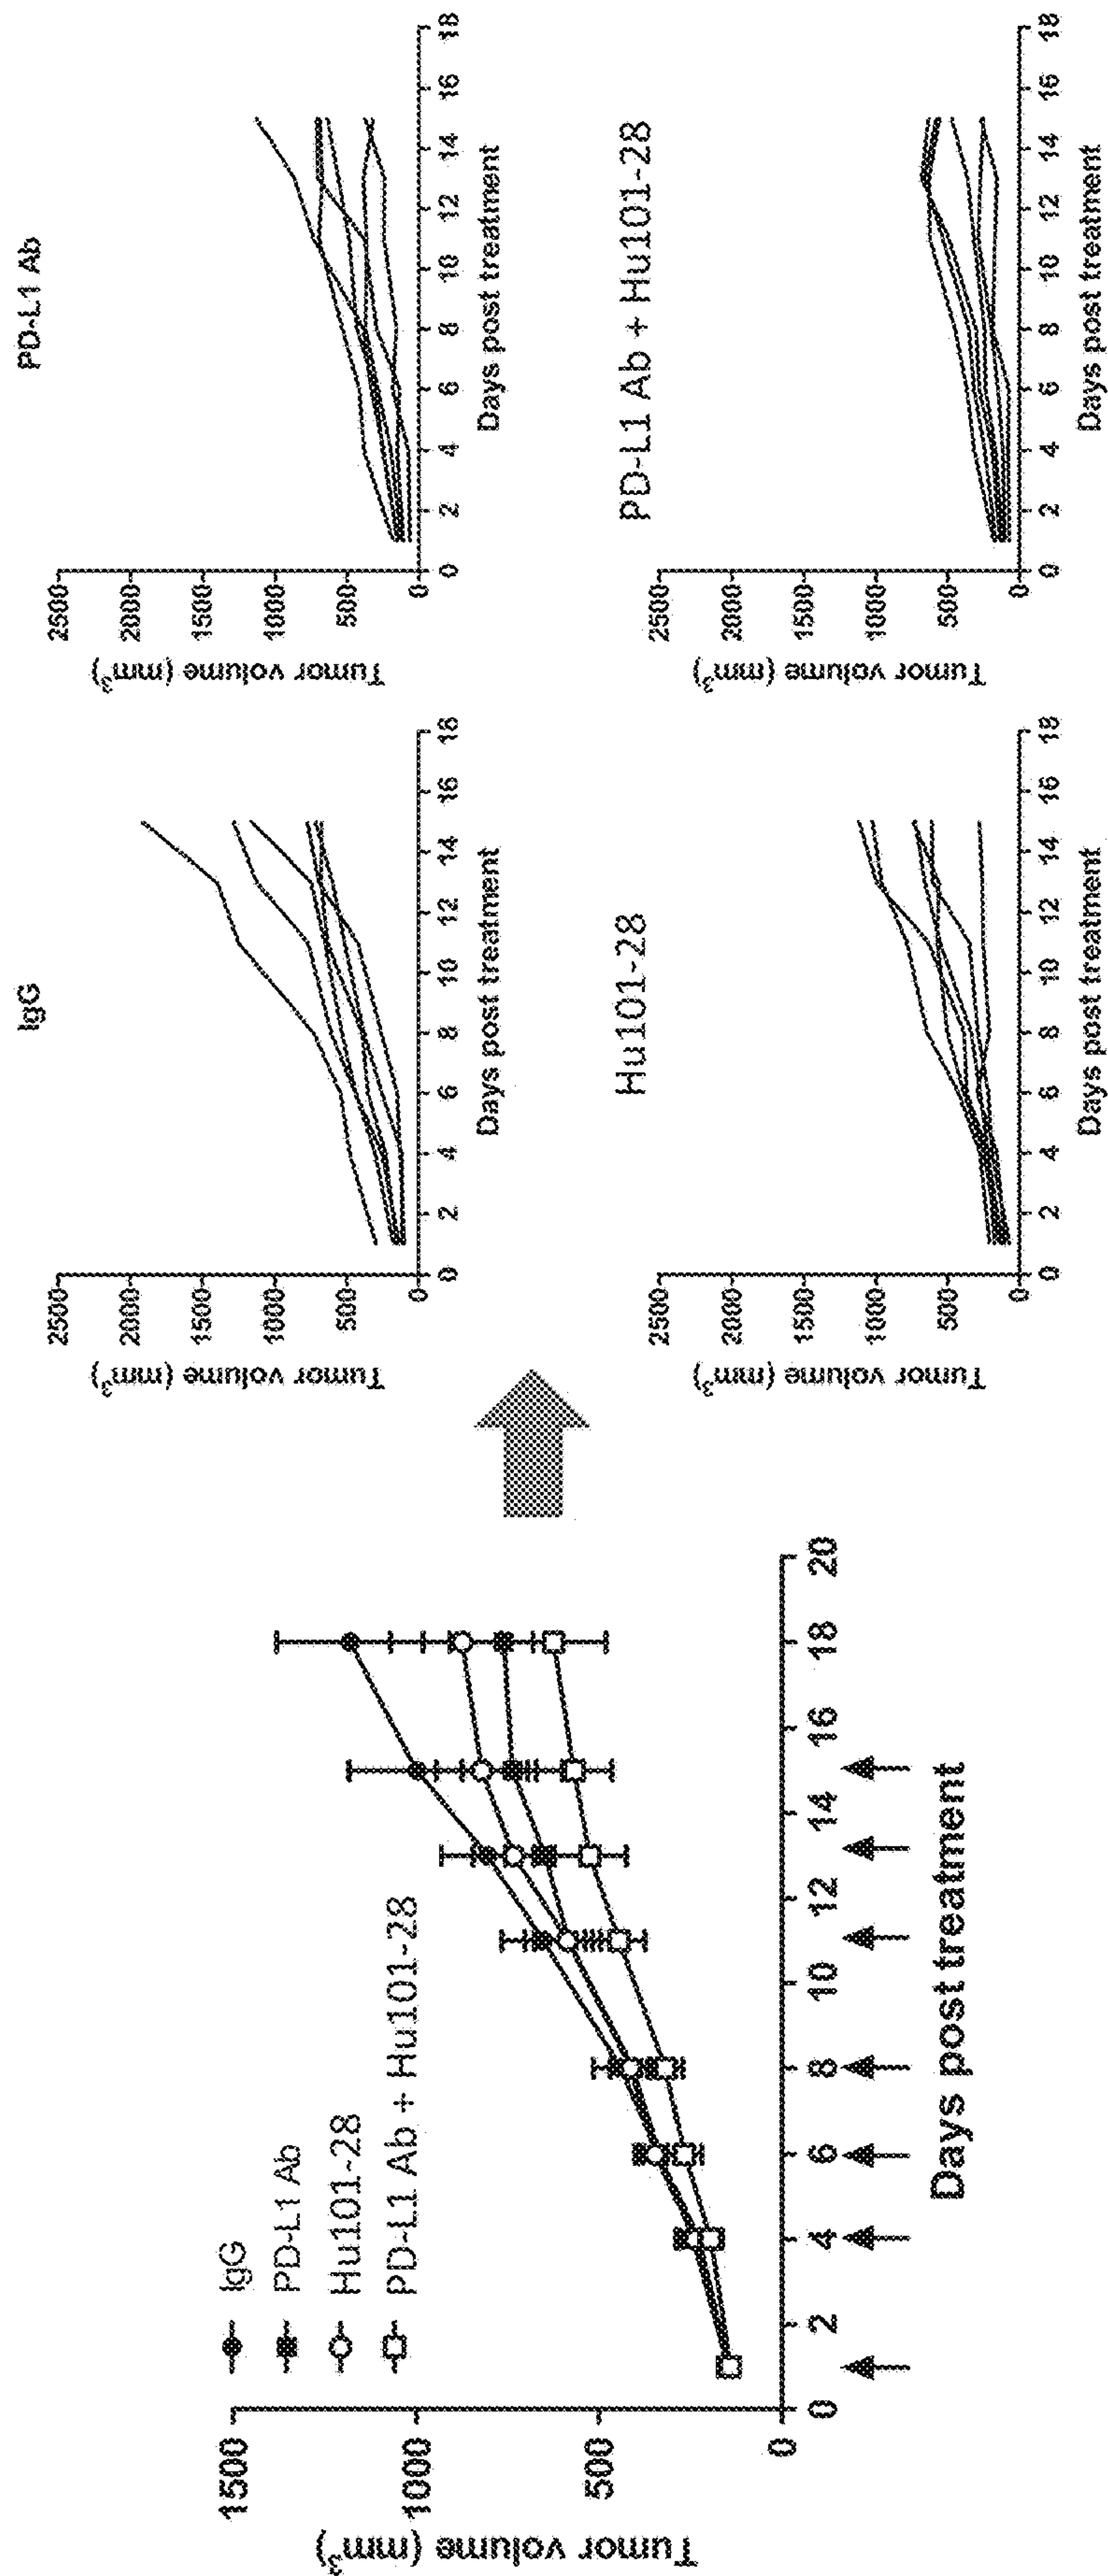 IgG
PD-L1 Ab
Hu101-28
PD-L1 Ab + Hu101-28
Tumor volume (mm³)
1500
1000
500
0
0 2 4 6 8 10 12 14 16 18 20
Days post treatment
IgG
Tumor volume (mm³)
2500
2000
1500
1000
500
0
0 2 4 6 8 10 12 14 16 18
Days post treatment
PD-L1 Ab
Tumor volume (mm³)
2500
2000
1500
1000
500
0
0 2 4 6 8 10 12 14 16 18
Days post treatment
Hu101-28
Tumor volume (mm³)
2500
2000
1500
1000
500
0
0 2 4 6 8 10 12 14 16 18
Days post treatment
PD-L1 Ab + Hu101-28
Tumor volume (mm³)
2500
2000
1500
1000
500
0
0 2 4 6 8 10 12 14 16 18
Days post treatment